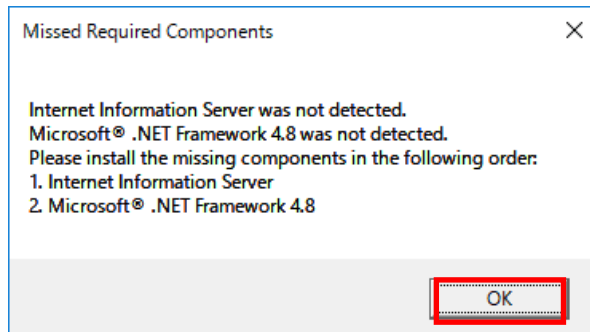 Missed Required Components
Internet Information Server was not detected.
Microsoft® .NET Framework 4.8 was not detected.
Please install the missing components in the following order:
1. Internet Information Server
2. Microsoft® .NET Framework 4.8
OK